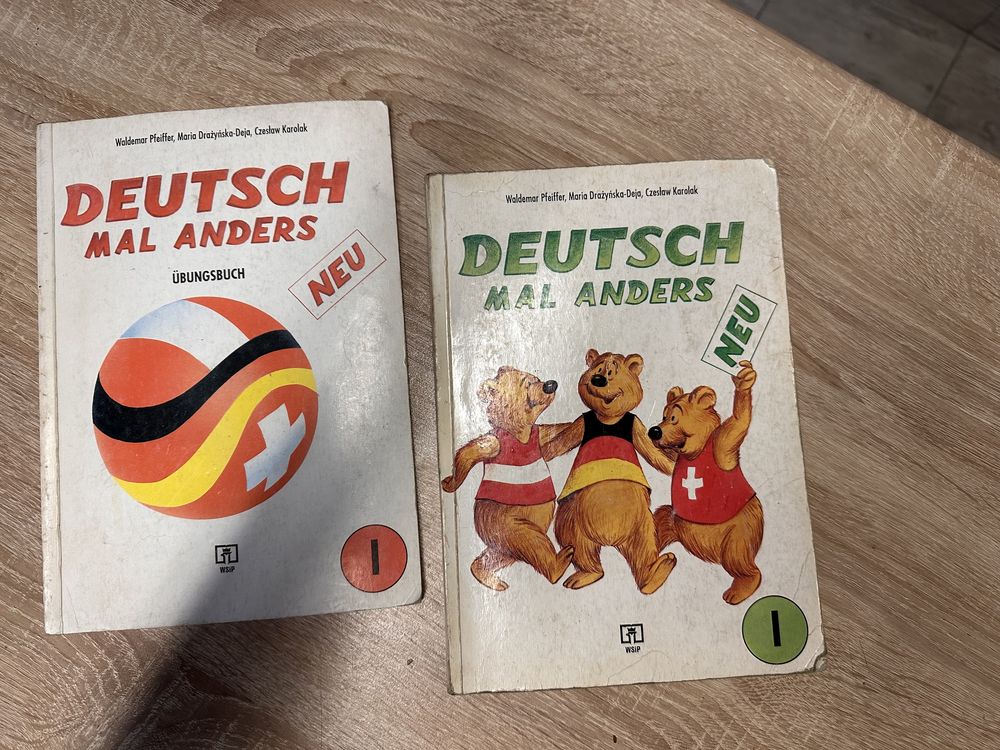 Waldemar Pfeiffer, Maria Drażyńska-Deja, Czesław Karolak
DEUTSCH
MAL ANDERS
ÜBUNGSBUCH
NEU
WSiP
I
Waldemar Pfeiffer, Maria Drażyńska-Deja, Czesław Karolak
DEUTSCH
MAL ANDERS
NEU
WSiP
I